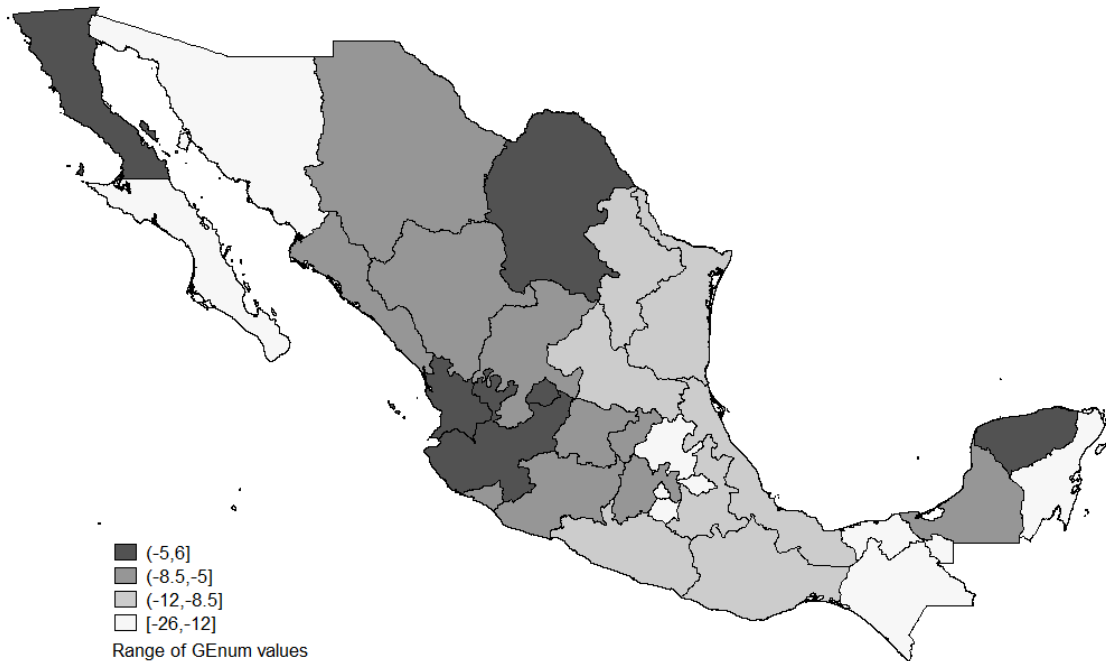 (-5,6]
(-8.5,-5]
(-12,-8.5]
[-26,-12]
Range of GEnum values